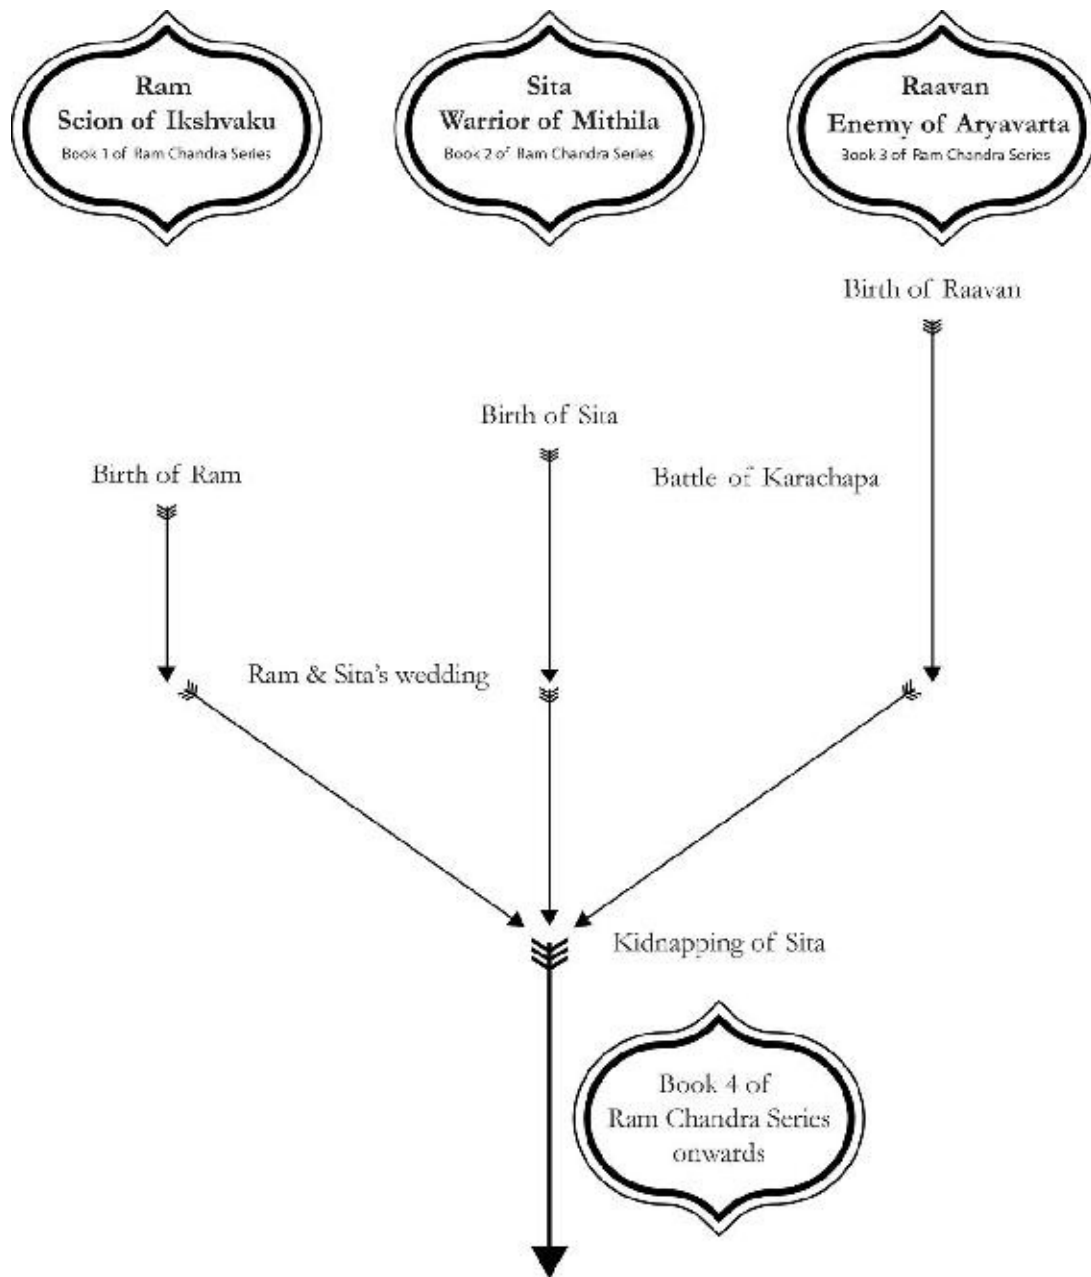 Ram
Scion of Ikshvaku
Book 1 of Ram Chandra Series
Sita
Warrior of Mithila
Book 2 of Ram Chandra Series
Raavan
Enemy of Aryavarta
Book 3 of Ram Chandra Series
Birth of Raavan
Birth of Sita
Birth of Ram
Battle of Karachapa
Ram & Sita's wedding
Kidnapping of Sita
Book 4 of
Ram Chandra Series
onwards